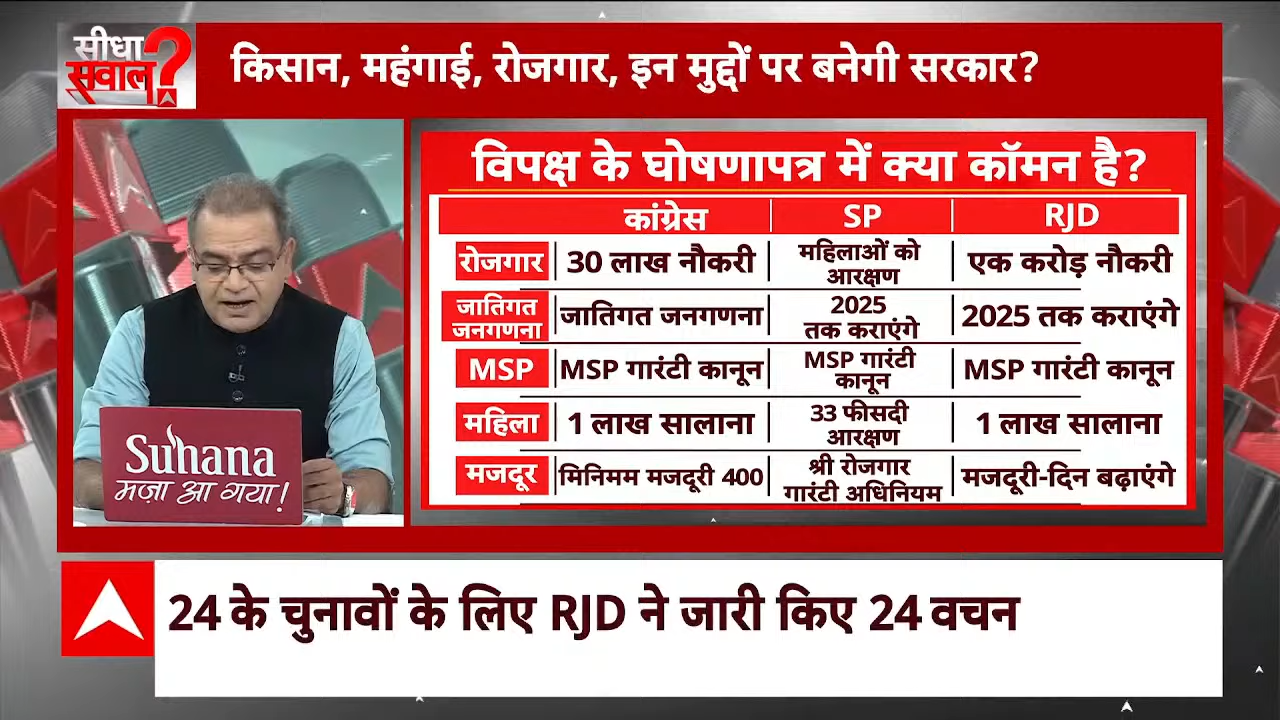 सीधा
सवाल?
किसान, महंगाई, रोजगार, इन मुद्दों पर बनेगी सरकार?
विपक्ष के घोषणापत्र में क्या कॉमन है?
कांग्रेस SP RJD
रोजगार 30 लाख नौकरी महिलाओं को आरक्षण एक करोड़ नौकरी
जातिगत जनगणना जातिगत जनगणना 2025 तक कराएंगे 2025 तक कराएंगे
MSP MSP गारंटी कानून MSP गारंटी कानून MSP गारंटी कानून
महिला 1 लाख सालाना 33 फीसदी आरक्षण 1 लाख सालाना
मजदूर मिनिमम मजदूरी 400 श्री रोजगार गारंटी अधिनियम मजदूरी-दिन बढ़ाएंगे
Suhana
मज़ा आ गया!
24 के चुनावों के लिए RJD ने जारी किए 24 वचन